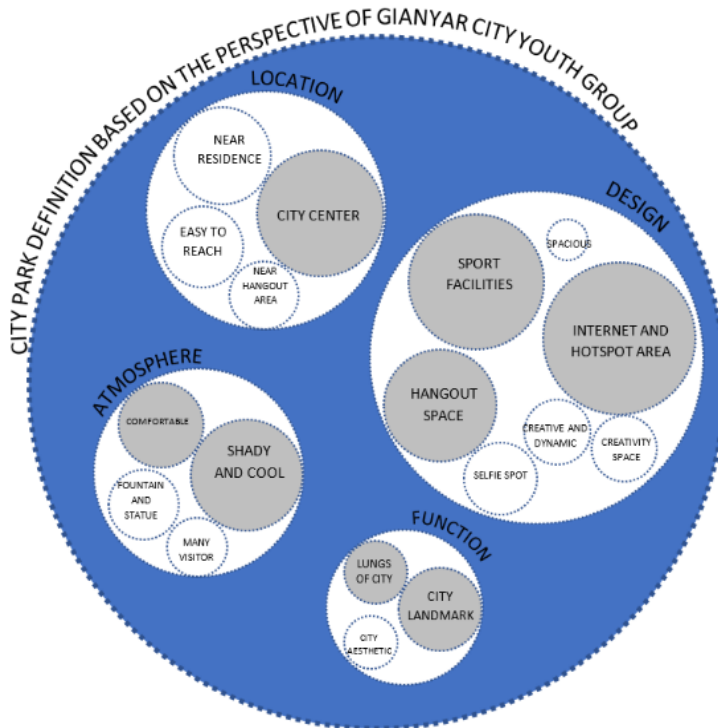 CITY PARK DEFINITION BASED ON THE PERSPECTIVE OF GIANYAR CITY YOUTH GROUP
LOCATION
NEAR
RESIDENCE
CITY CENTER
EASY TO
REACH
NEAR
HANGOUT
AREA
DESIGN
SPACIOUS
SPORT
FACILITIES
INTERNET AND
HOTSPOT AREA
HANGOUT
SPACE
CREATIVE AND
DYNAMIC
CREATIVITY
SPACE
SELFIE SPOT
ATMOSPHERE
COMFORTABLE
SHADY
AND COOL
FOUNTAIN
AND
STATUE
MANY
VISITOR
FUNCTION
LUNGS
OF CITY
CITY
LANDMARK
CITY
AESTHETIC